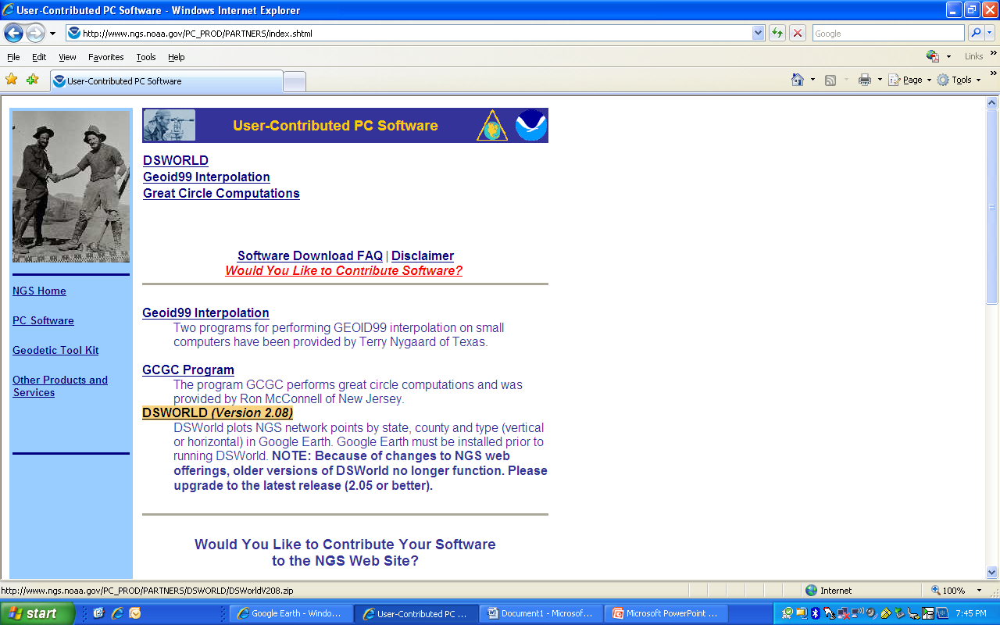 User-Contributed PC Software - Windows Internet Explorer
http://www.ngs.noaa.gov/PC_PROD/PARTNERS/index.shtml
Google
File Edit View Favorites Tools Help
Links »
User-Contributed PC Software
Page Tools »
User-Contributed PC Software
DSWORLD
Geoid99 Interpolation
Great Circle Computations
Software Download FAQ | Disclaimer
Would You Like to Contribute Software?
NGS Home
PC Software
Geodetic Tool Kit
Other Products and
Services
Geoid99 Interpolation
Two programs for performing GEOID99 interpolation on small
computers have been provided by Terry Nygaard of Texas.
GCGC Program
The program GCGC performs great circle computations and was
provided by Ron McConnell of New Jersey.
DSWORLD (Version 2.08)
DSWorld plots NGS network points by state, county and type (vertical
or horizontal) in Google Earth. Google Earth must be installed prior to
running DSWorld. NOTE: Because of changes to NGS web
offerings, older versions of DSWorld no longer function. Please
upgrade to the latest release (2.05 or better).
Would You Like to Contribute Your Software
to the NGS Web Site?
http://www.ngs.noaa.gov/PC_PROD/PARTNERS/DSWORLD/DSWorldV208.zip
Internet
100%
start
Google Earth - Windo...
User-Contributed PC ...
Document1 - Microsof...
Microsoft PowerPoint ...
7:45 PM